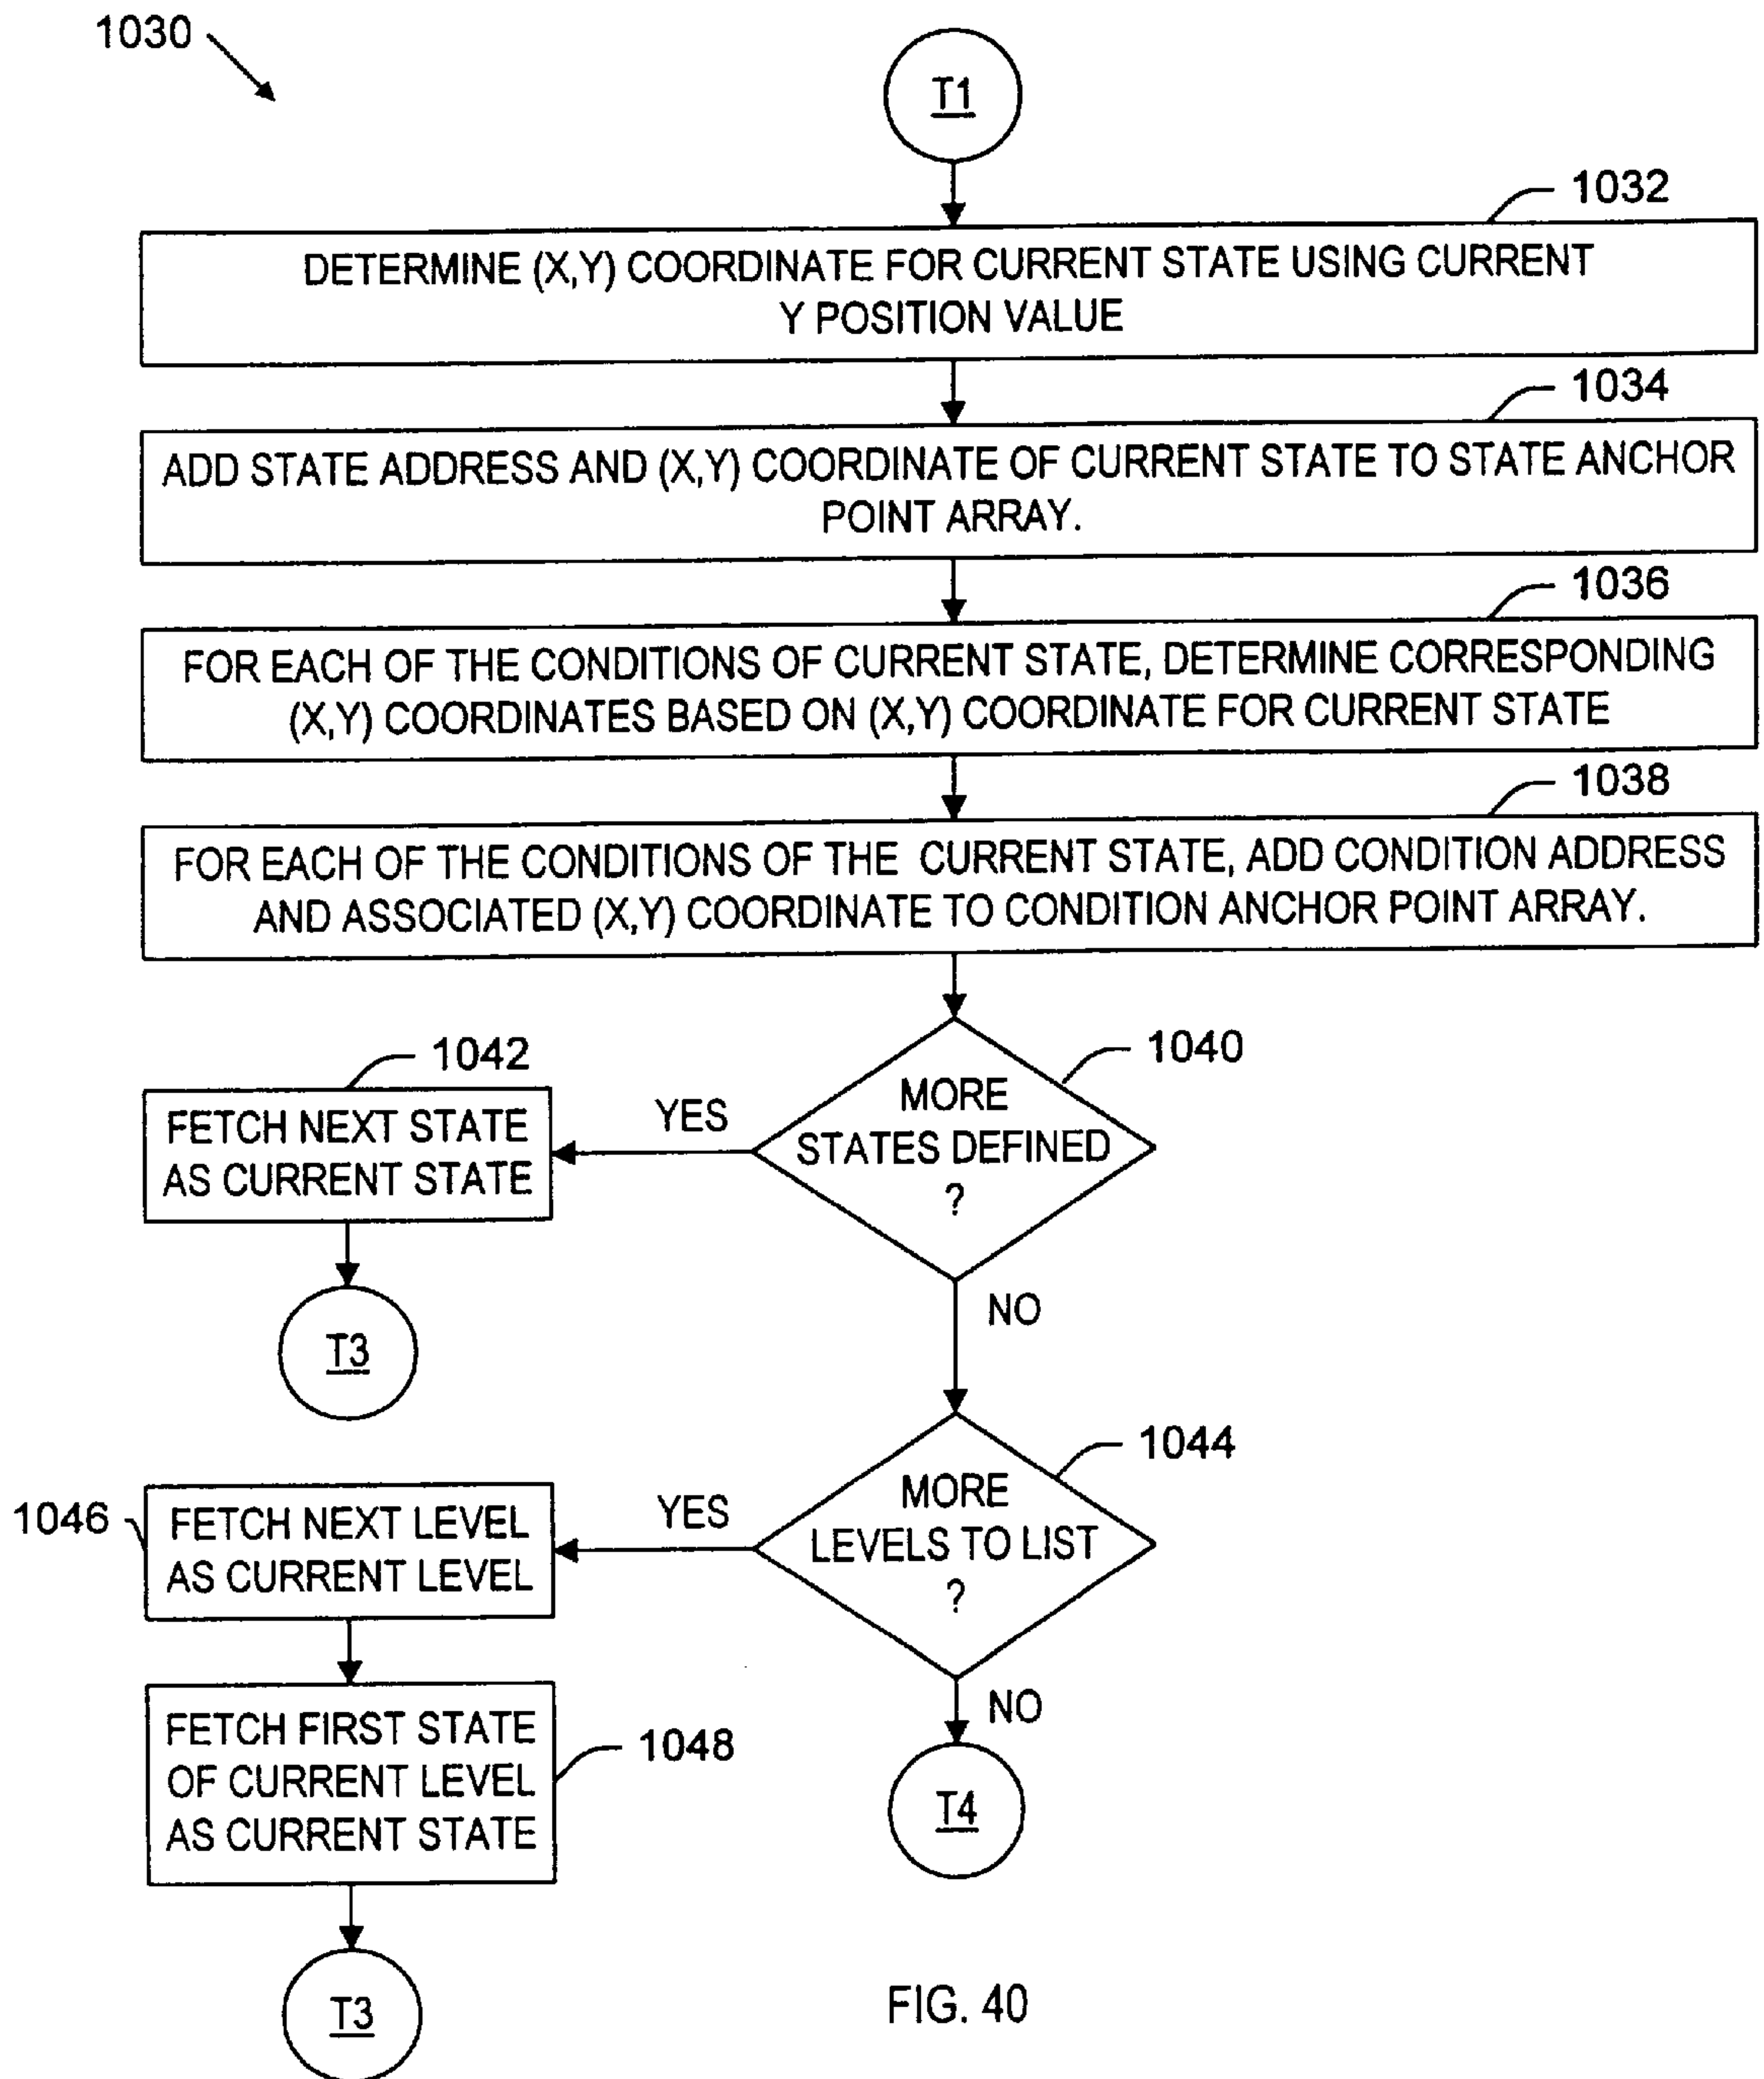 1030
T1
1032
DETERMINE (X,Y) COORDINATE FOR CURRENT STATE USING CURRENT
Y POSITION VALUE
1034
ADD STATE ADDRESS AND (X,Y) COORDINATE OF CURRENT STATE TO STATE ANCHOR
POINT ARRAY.
1036
FOR EACH OF THE CONDITIONS OF CURRENT STATE, DETERMINE CORRESPONDING
(X,Y) COORDINATES BASED ON (X,Y) COORDINATE FOR CURRENT STATE
1038
FOR EACH OF THE CONDITIONS OF THE CURRENT STATE, ADD CONDITION ADDRESS
AND ASSOCIATED (X,Y) COORDINATE TO CONDITION ANCHOR POINT ARRAY.
1040
MORE
STATES DEFINED
?
YES
1042
FETCH NEXT STATE
AS CURRENT STATE
T3
NO
1044
MORE
LEVELS TO LIST
?
YES
1046
FETCH NEXT LEVEL
AS CURRENT LEVEL
1048
FETCH FIRST STATE
OF CURRENT LEVEL
AS CURRENT STATE
T3
NO
T4
FIG. 40